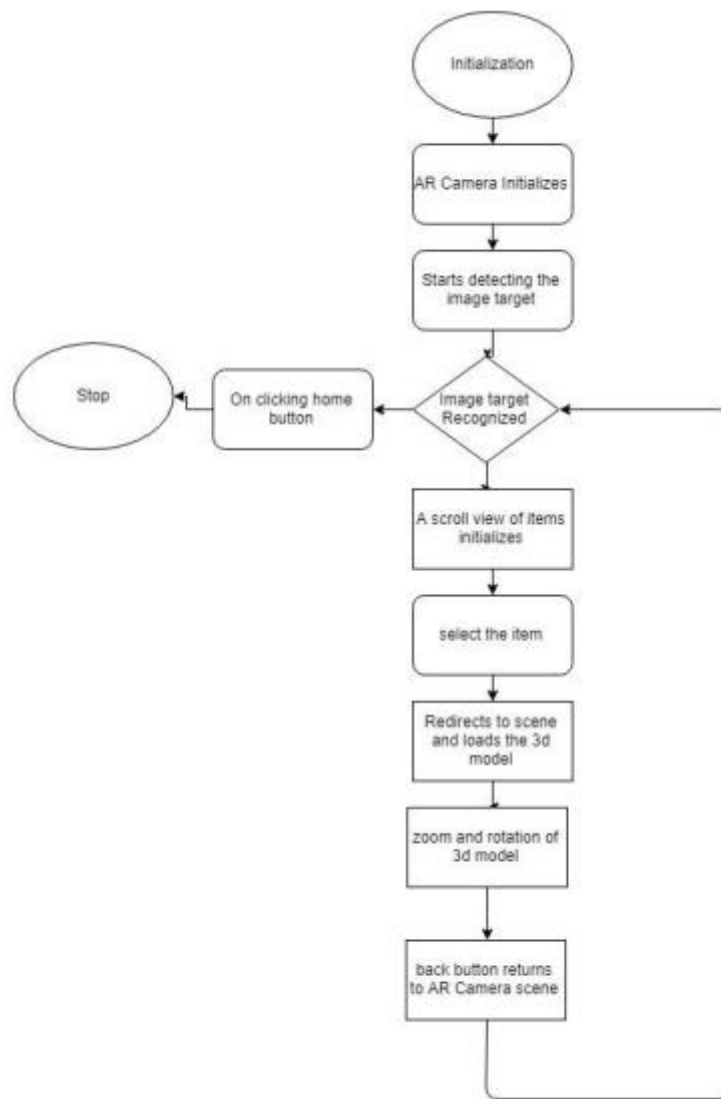 Initialization
AR Camera Initializes
Starts detecting the
image target
Stop
On clicking home
button
Image target
Recognized
A scroll view of items
initializes
select the item
Redirects to scene
and loads the 3d
model
zoom and rotation of
3d model
back button returns
to AR Camera scene